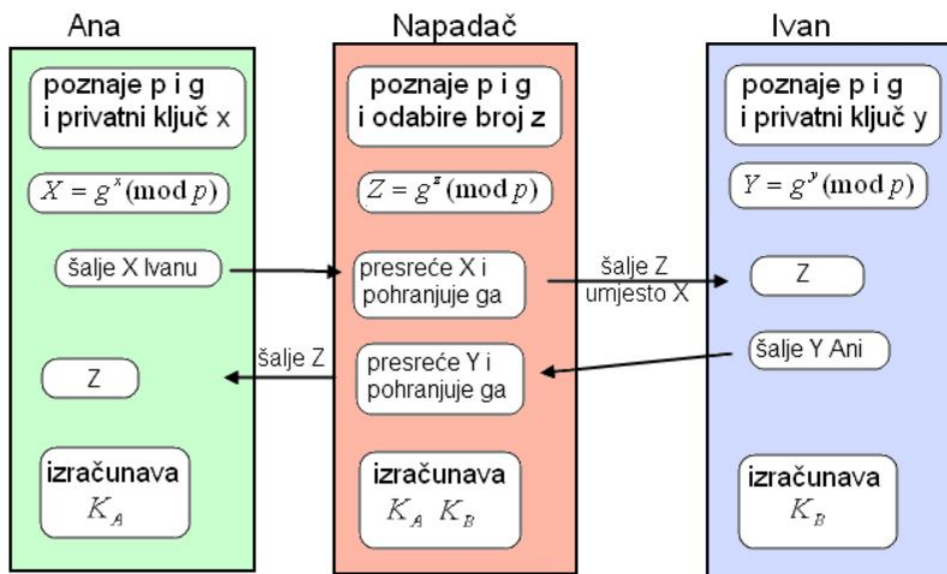 Ana
Napadač
Ivan
poznaje p i g
i privatni ključ x
poznaje p i g
i odabire broj z
poznaje p i g
i privatni ključ y
X = g^x (mod p)
Z = g^z (mod p)
Y = g^y (mod p)
šalje X Ivanu
presreće X i
pohranjuje ga
šalje Z
umjesto X
Z
šalje Y Ani
presreće Y i
pohranjuje ga
šalje Z
Z
izračunava
K_A
izračunava
K_A K_B
izračunava
K_B